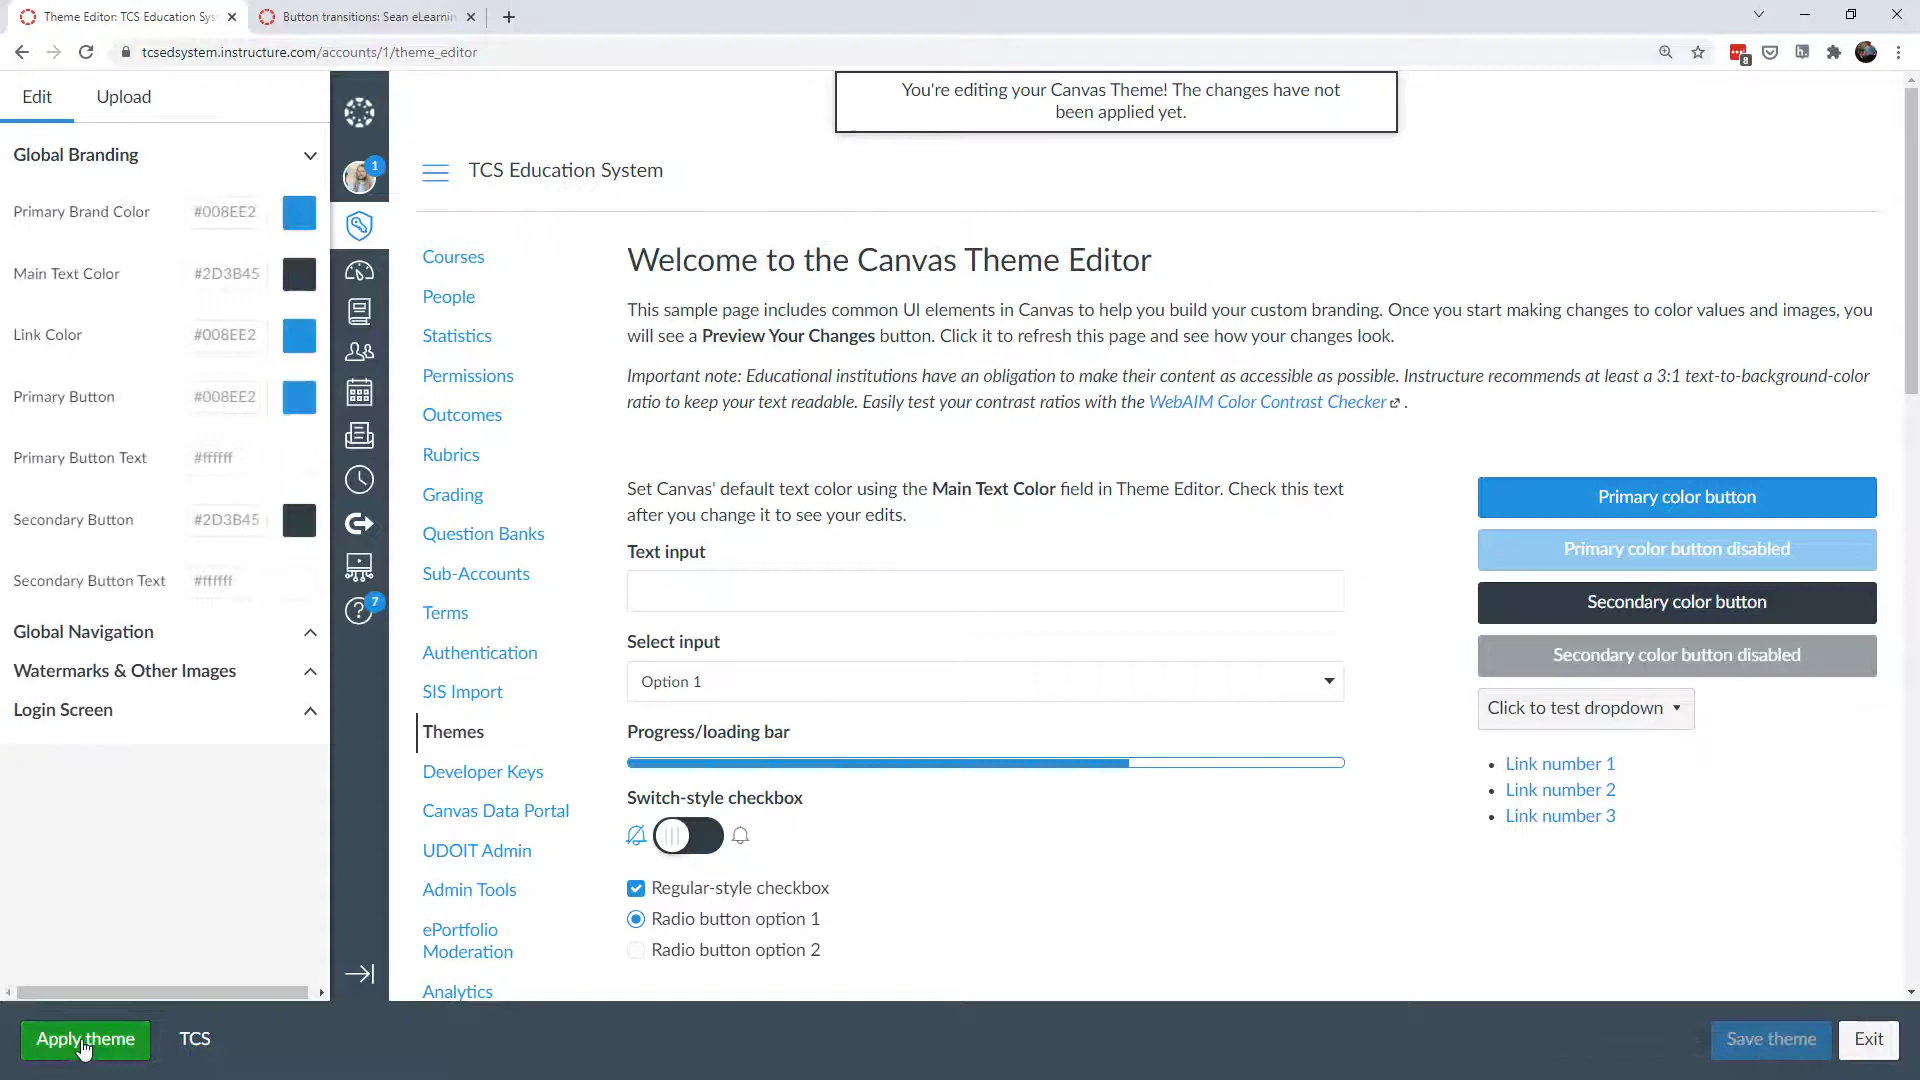 Theme Editor: TCS Education Sys
Button transitions: Sean eLearnin
tcsedsystem.instructure.com/accounts/1/theme_editor
8
Edit
Upload
Global Branding
Primary Brand Color
#008EE2
Main Text Color
#2D3B45
Link Color
#008EE2
Primary Button
#008EE2
Primary Button Text
#ffffff
Secondary Button
#2D3B45
Secondary Button Text
#ffffff
Global Navigation
Watermarks & Other Images
Login Screen
1
7
You're editing your Canvas Theme! The changes have not
been applied yet.
TCS Education System
Courses
People
Statistics
Permissions
Outcomes
Rubrics
Grading
Question Banks
Sub-Accounts
Terms
Authentication
SIS Import
Themes
Developer Keys
Canvas Data Portal
UDOIT Admin
Admin Tools
ePortfolio
Moderation
Analytics
Welcome to the Canvas Theme Editor
This sample page includes common UI elements in Canvas to help you build your custom branding. Once you start making changes to color values and images, you
will see a Preview Your Changes button. Click it to refresh this page and see how your changes look.
Important note: Educational institutions have an obligation to make their content as accessible as possible. Instructure recommends at least a 3:1 text-to-background-color
ratio to keep your text readable. Easily test your contrast ratios with the WebAIM Color Contrast Checker .
Set Canvas' default text color using the Main Text Color field in Theme Editor. Check this text
after you change it to see your edits.
Text input
Select input
Option 1
Progress/loading bar
Switch-style checkbox
Regular-style checkbox
Radio button option 1
Radio button option 2
Primary color button
Primary color button disabled
Secondary color button
Secondary color button disabled
Click to test dropdown
Link number 1
Link number 2
Link number 3
Apply theme
TCS
Save theme
Exit